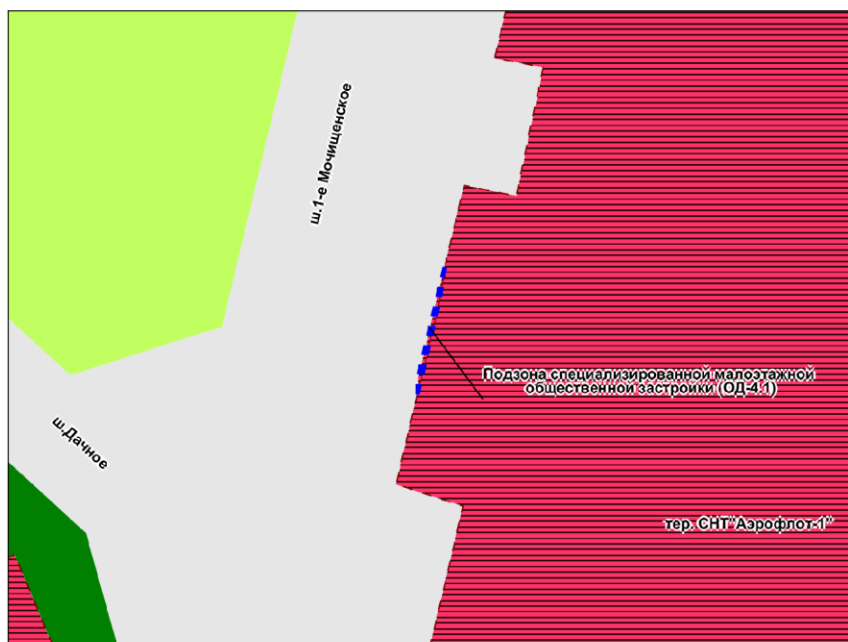 ш.1-е Мочищенское
Подзона специализированной малоэтажной
общественной застройки (ОД-4.1)
ш.Дачное
тер. СНТ"Аэрофлот-1"